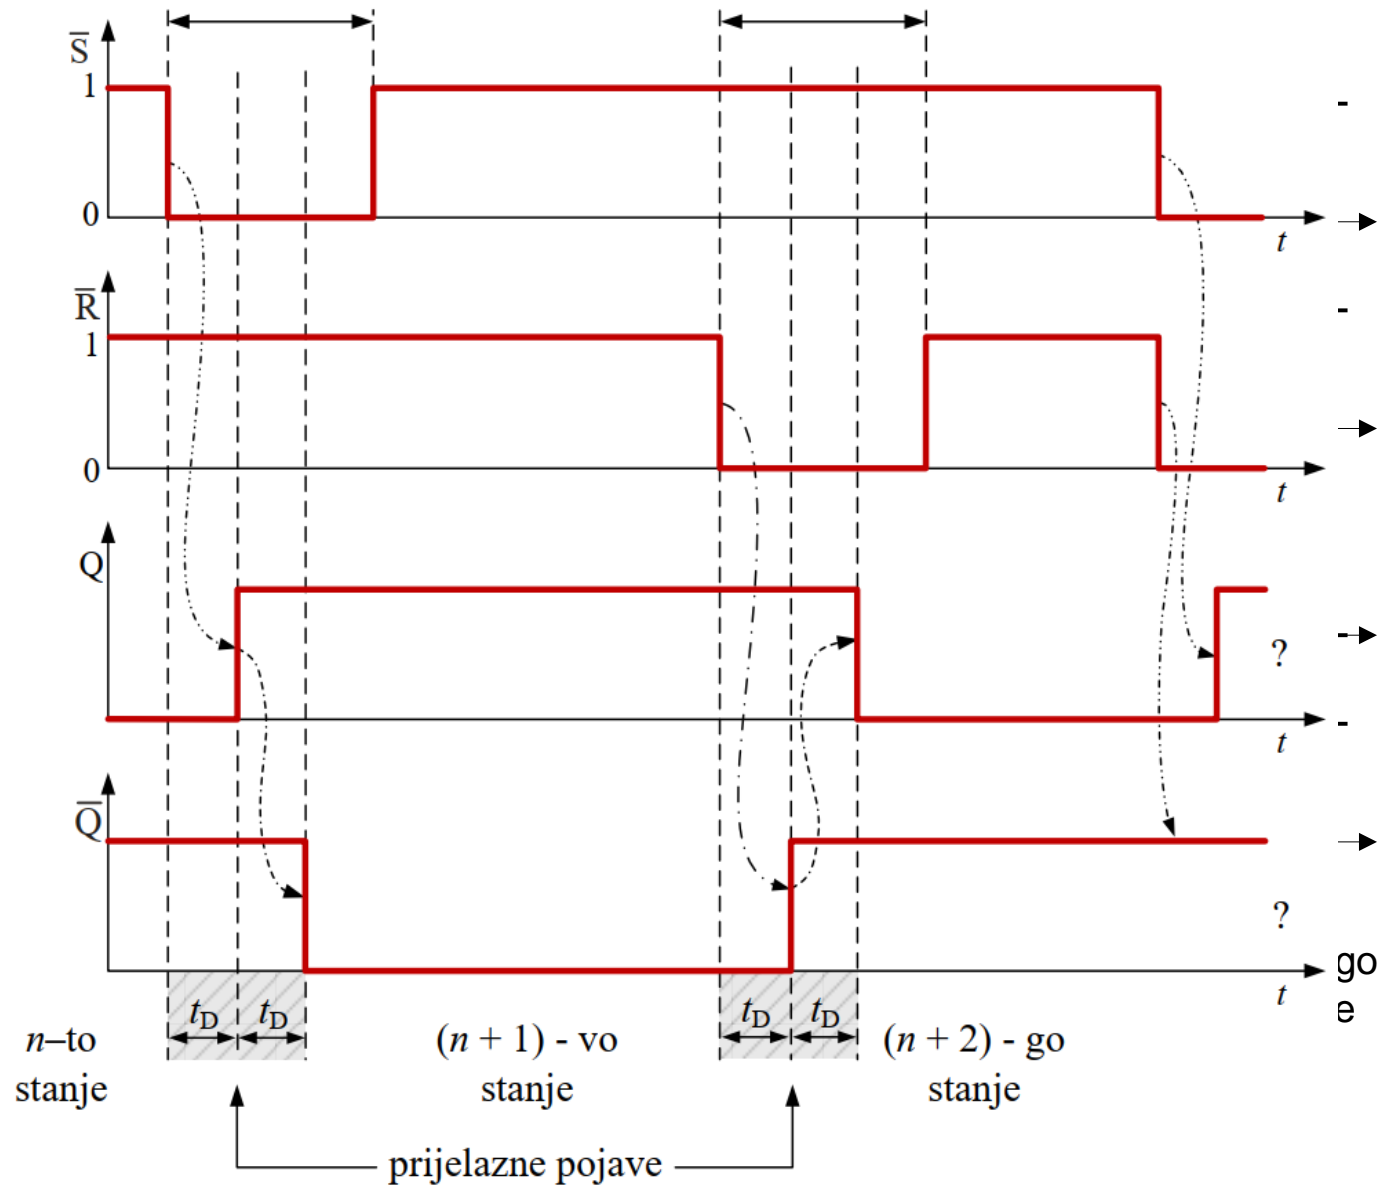 S̅
1
0
t
R̅
1
0
t
Q
?
t
Q̅
?
t
go
e
tD tD tD tD
n–to
stanje
(n + 1) - vo
stanje
(n + 2) - go
stanje
prijelazne pojave